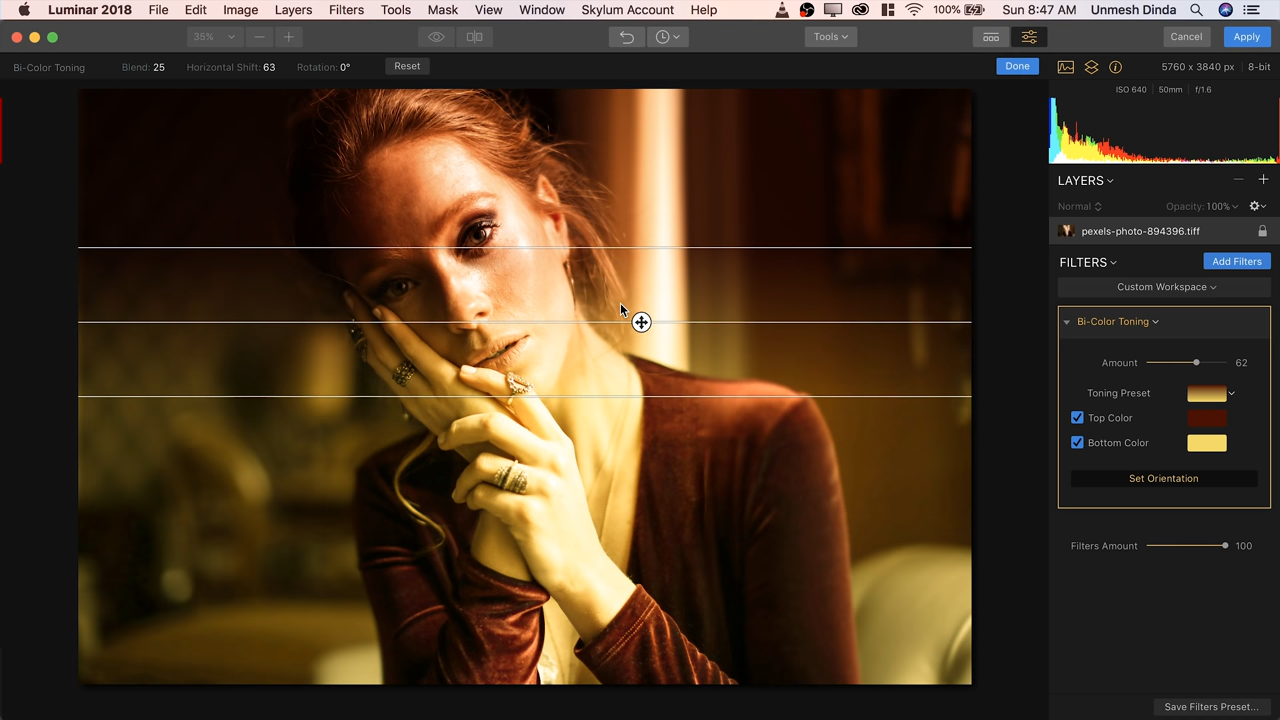 Luminar 2018 File Edit Image Layers Filters Tools Mask View Window Skylum Account Help 100% Sun 8:47 AM Unmesh Dinda
35% Tools Cancel Apply
Bi-Color Toning Blend: 25 Horizontal Shift: 63 Rotation: 0° Reset Done 5760 x 3840 px 8-bit
ISO 640 50mm f/1.6
LAYERS
Normal Opacity: 100%
pexels-photo-894396.tiff
FILTERS Add Filters
Custom Workspace
Bi-Color Toning
Amount 62
Toning Preset
Top Color
Bottom Color
Set Orientation
Filters Amount 100
Save Filters Preset...